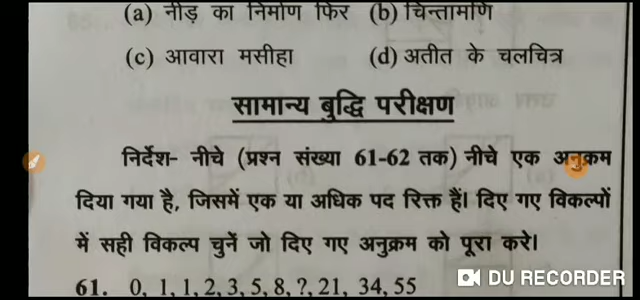 (a) नीड़ का निर्माण फिर (b) चिन्तामणि
(c) आवारा मसीहा (d) अतीत के चलचित्र
सामान्य बुद्धि परीक्षण
निर्देश- नीचे (प्रश्न संख्या 61-62 तक) नीचे एक अनुक्रम
दिया गया है, जिसमें एक या अधिक पद रिक्त हैं। दिए गए विकल्पों
में सही विकल्प चुनें जो दिए गए अनुक्रम को पूरा करे।
61. 0, 1, 1, 2, 3, 5, 8, ?, 21, 34, 55
DU RECORDER